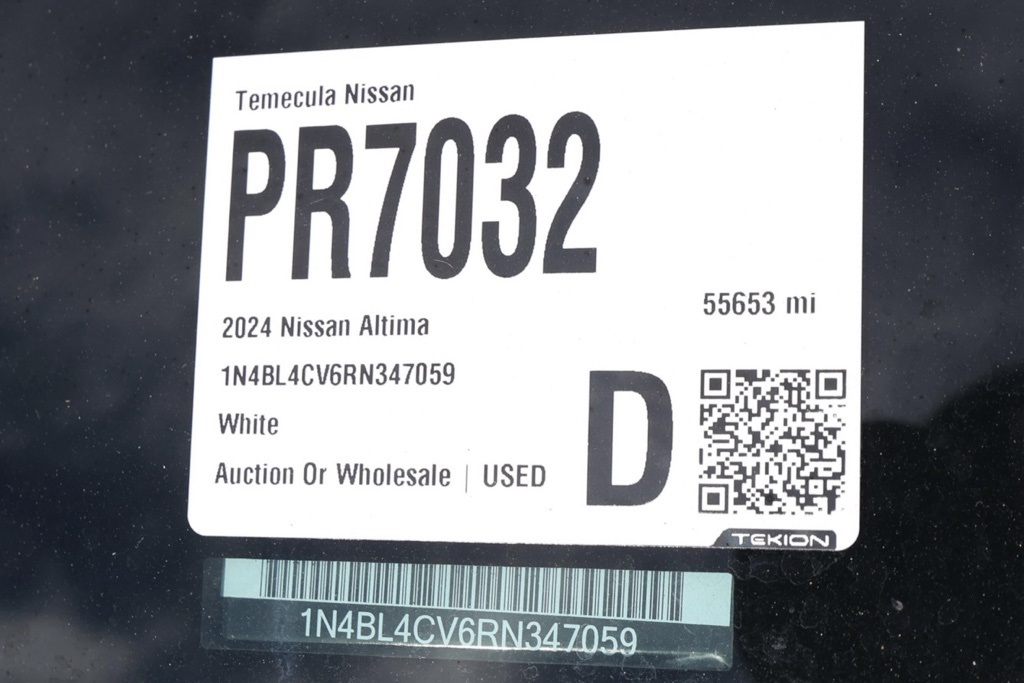 Temecula Nissan
PR7032
55653 mi
2024 Nissan Altima
1N4BL4CV6RN347059
White
Auction Or Wholesale | USED
D
TEKION
1N4BL4CV6RN347059